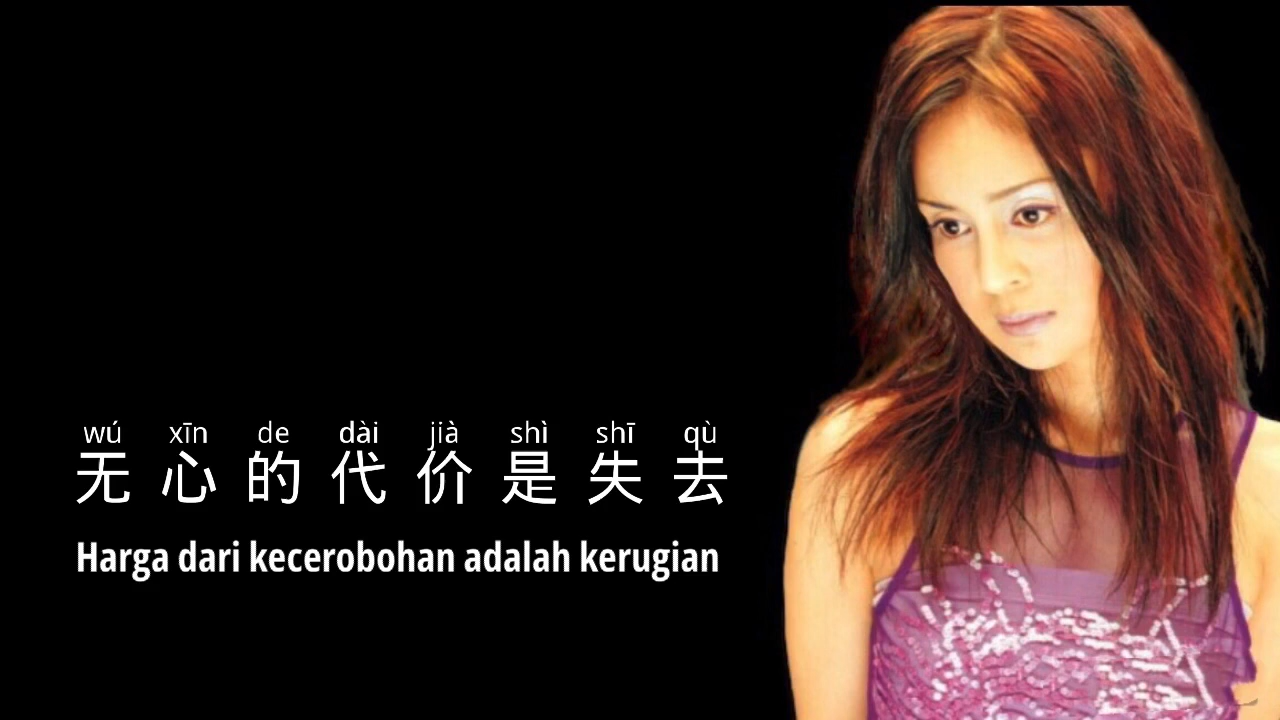 wú xīn de dài jià shì shī qù
无心的代价是失去
Harga dari kecerobohan adalah kerugian